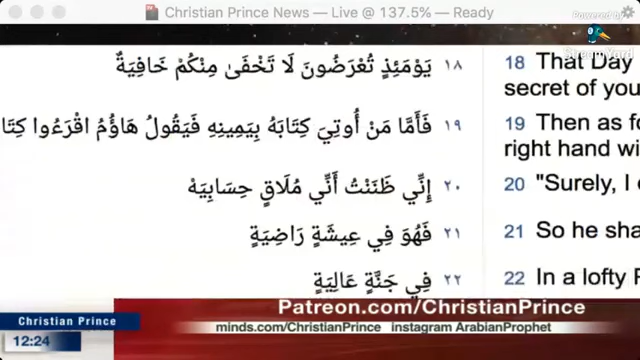 Christian Prince News — Live @ 137.5% — Ready
Powered by
StreamYard
١٨ يَوْمَئِذٍ تُعْرَضُونَ لَا تَخْفَىٰ مِنْكُمْ خَافِيَةٌ
18 That Day
secret of you
١٩ فَأَمَّا مَنْ أُوتِيَ كِتَابَهُ بِيَمِينِهِ فَيَقُولُ هَاؤُمُ اقْرَءُوا كِتَا
19 Then as fo
right hand wi
٢٠ إِنِّي ظَنَنْتُ أَنِّي مُلَاقٍ حِسَابِيَهْ
20 "Surely, I
٢١ فَهُوَ فِي عِيشَةٍ رَاضِيَةٍ
21 So he sha
٢٢ فِي جَنَّةٍ عَالِيَةٍ
22 In a lofty
Patreon.com/ChristianPrince
Christian Prince
minds.com/ChristianPrince instagram ArabianProphet
12:24